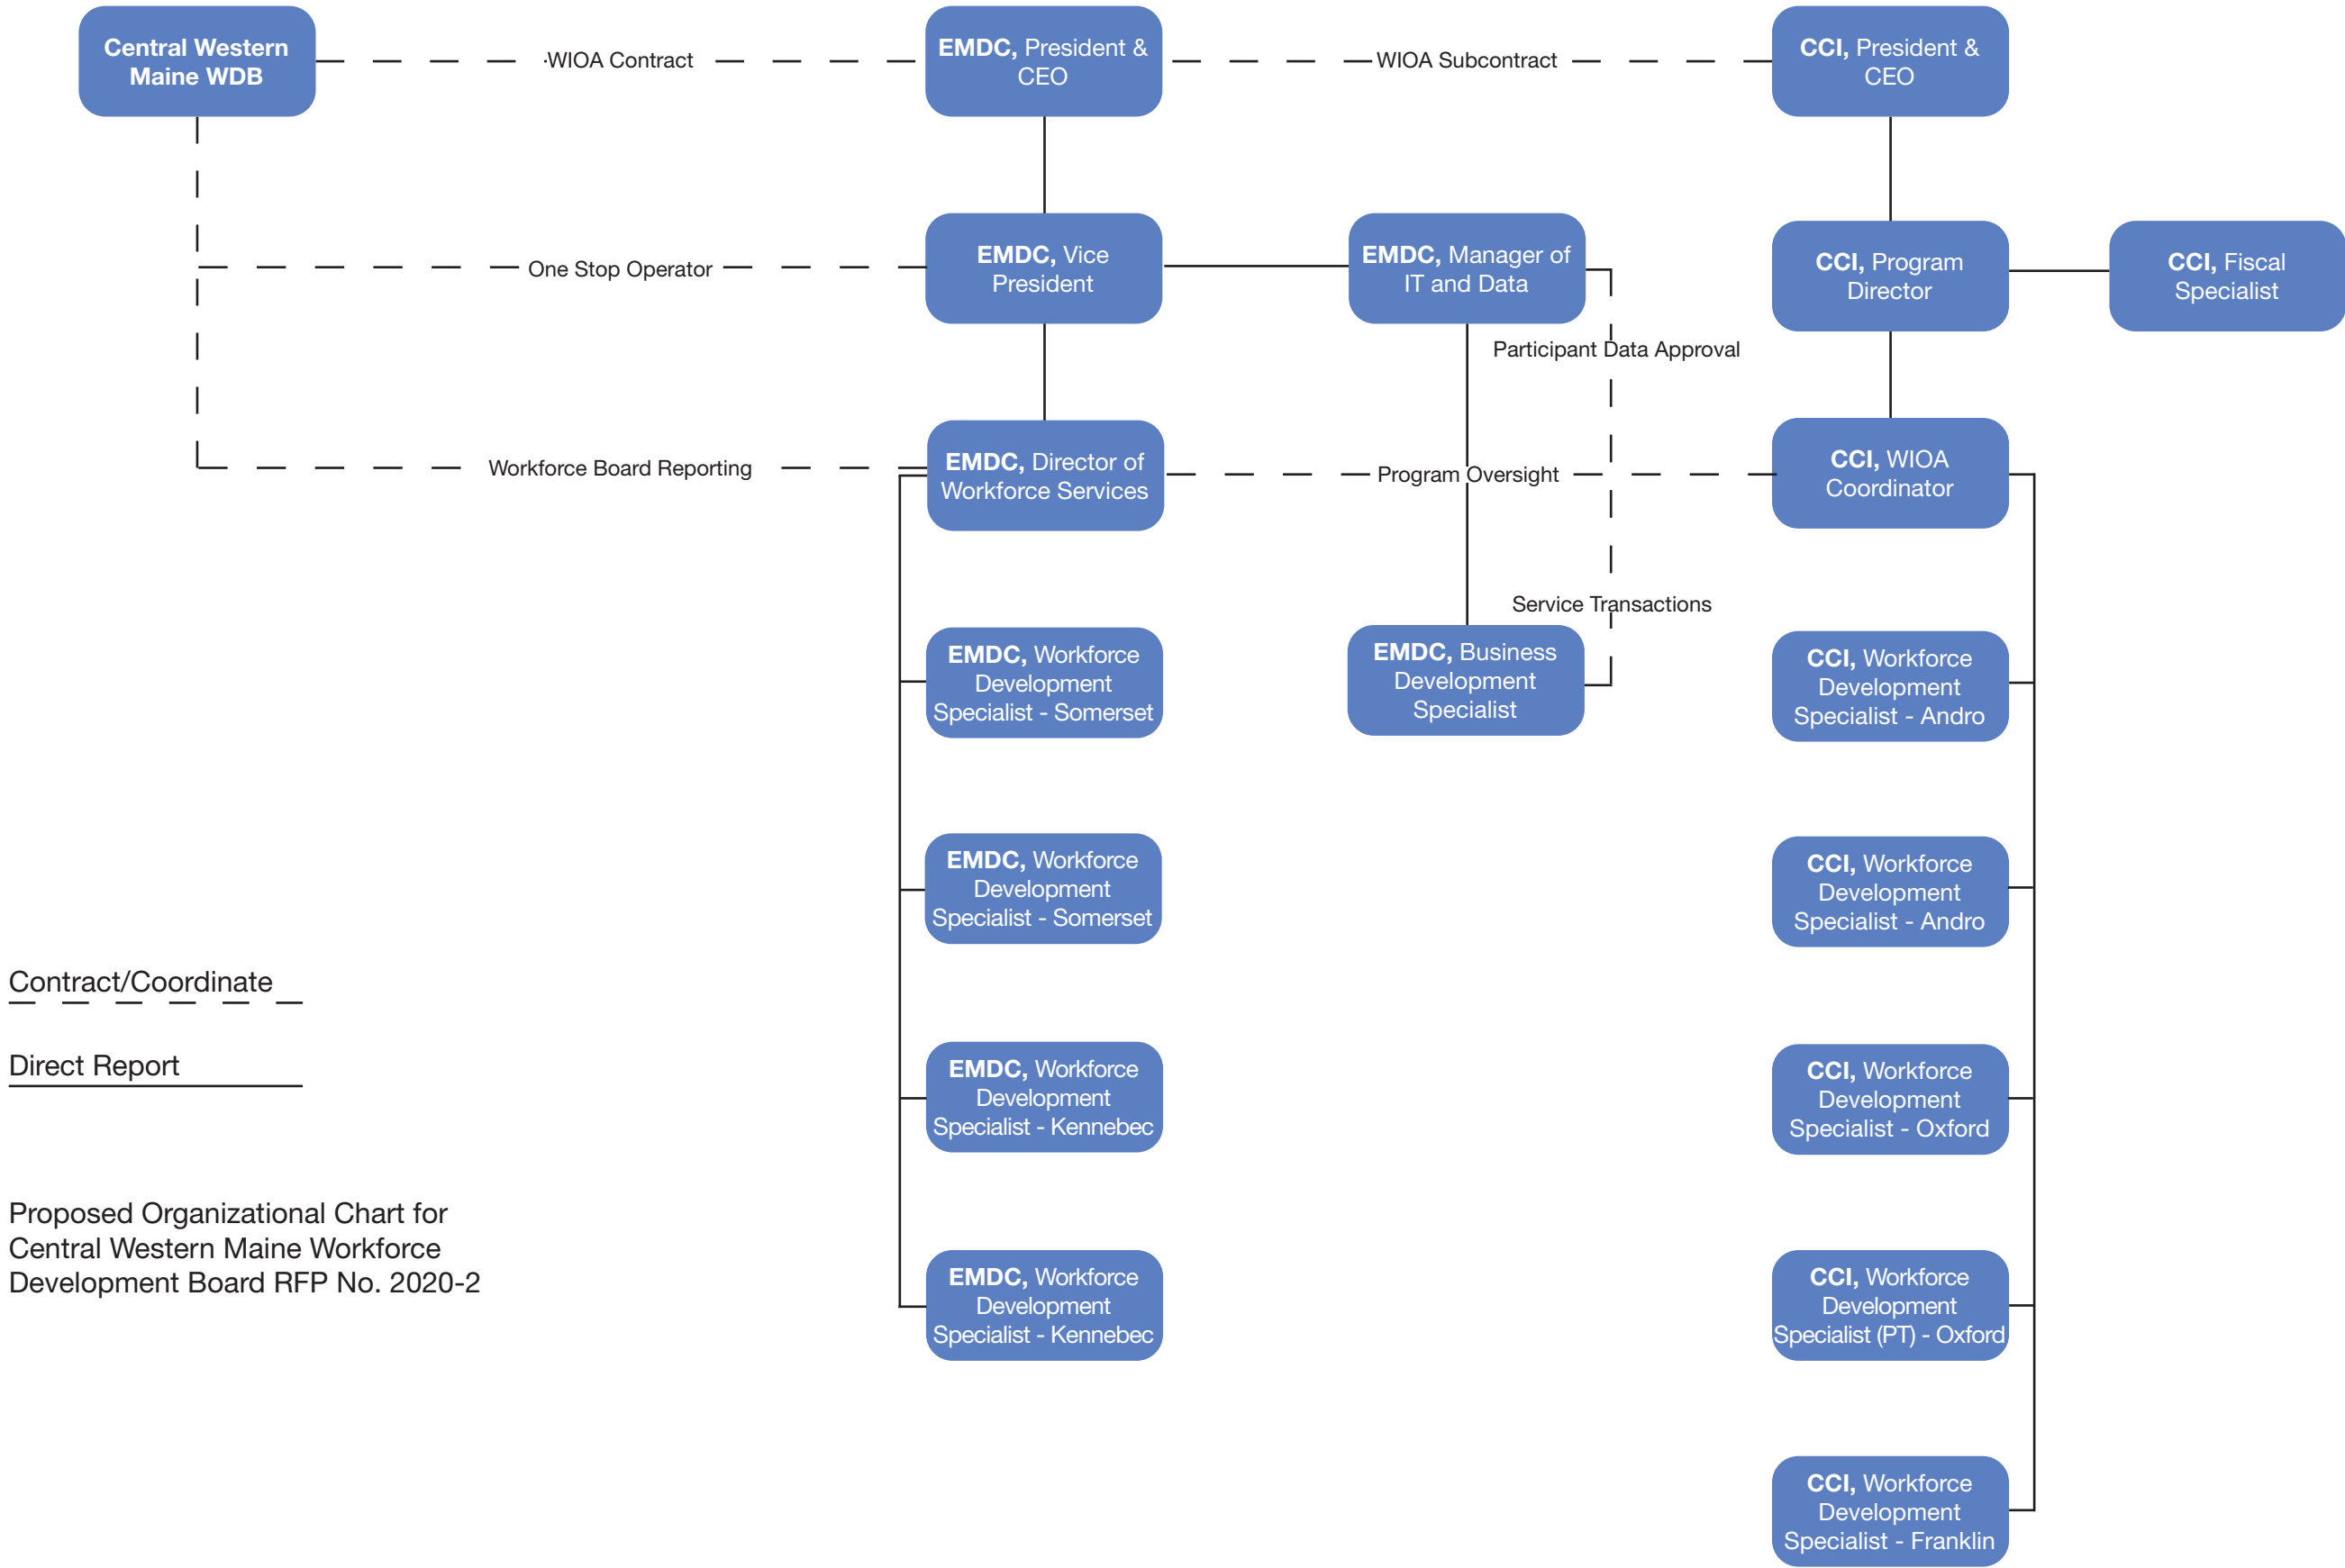 Central Western
Maine WDB
WIOA Contract
EMDC, President &
CEO
WIOA Subcontract
CCI, President &
CEO
One Stop Operator
EMDC, Vice
President
EMDC, Manager of
IT and Data
CCI, Program
Director
CCI, Fiscal
Specialist
Participant Data Approval
Workforce Board Reporting
EMDC, Director of
Workforce Services
Program Oversight
CCI, WIOA
Coordinator
Service Transactions
EMDC, Workforce
Development
Specialist - Somerset
EMDC, Business
Development
Specialist
CCI, Workforce
Development
Specialist - Andro
EMDC, Workforce
Development
Specialist - Somerset
CCI, Workforce
Development
Specialist - Andro
Contract/Coordinate
Direct Report
EMDC, Workforce
Development
Specialist - Kennebec
CCI, Workforce
Development
Specialist - Oxford
Proposed Organizational Chart for
Central Western Maine Workforce
Development Board RFP No. 2020-2
EMDC, Workforce
Development
Specialist - Kennebec
CCI, Workforce
Development
Specialist (PT) - Oxford
CCI, Workforce
Development
Specialist - Franklin